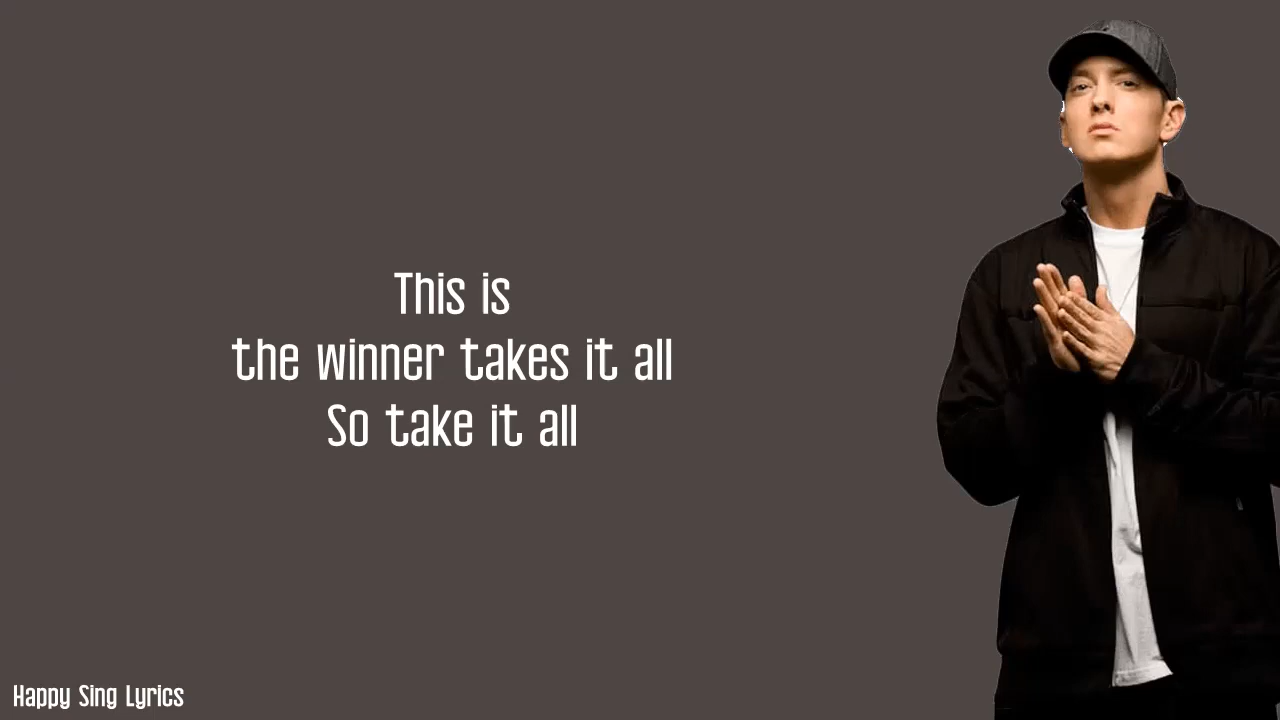 This is
the winner takes it all
So take it all
Happy Sing Lyrics